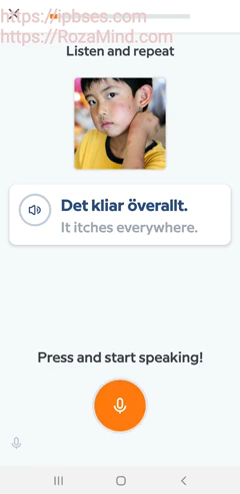 https://ipbses.com
https://RozaMind.com
Listen and repeat
Det kliar överallt.
It itches everywhere.
Press and start speaking!